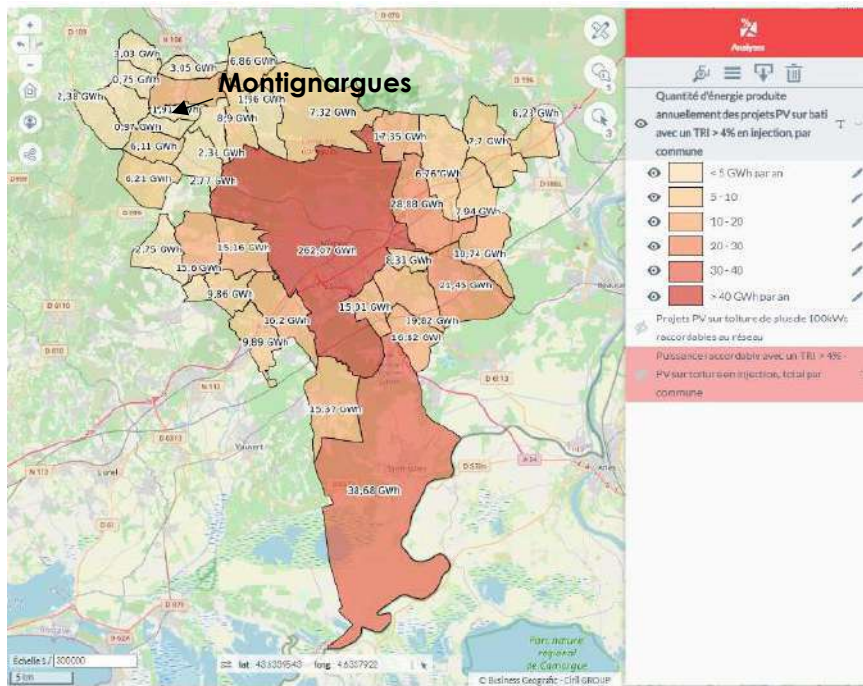 3,03 GWh
3,05 GWh
6,86 GWh
0,75 GWh
Montignargues
2,38 GWh
1,96 GWh
7,32 GWh
0,97 GWh
8,9 GWh
17,35 GWh
7,7 GWh
6,23 GWh
6,11 GWh
6,21 GWh
2,77 GWh
6,76 GWh
28,88 GWh
7,94 GWh
2,75 GWh
15,16 GWh
15,6 GWh
262,07 GWh
8,31 GWh
18,74 GWh
9,86 GWh
21,45 GWh
16,2 GWh
15,01 GWh
19,82 GWh
9,89 GWh
16,82 GWh
15,37 GWh
38,68 GWh
Vauvert
Lunel
N 113
D 6113
Parc naturel
régional
de Camargue
Échelle 1 / 300000
5 km
© Business Geografic - Ciril GROUP
Analyses
Quantité d'énergie produite
annuellement des projets PV sur bati
avec un TRI > 4% en injection, par
commune
< 5 GWh par an
5 - 10
10 - 20
20 - 30
30 - 40
> 40 GWh par an
Projets PV sur toiture de plus de 100kWc
raccordables au réseau
Puissance raccordable avec un TRI > 4% -
PV sur toiture en injection, total par
commune